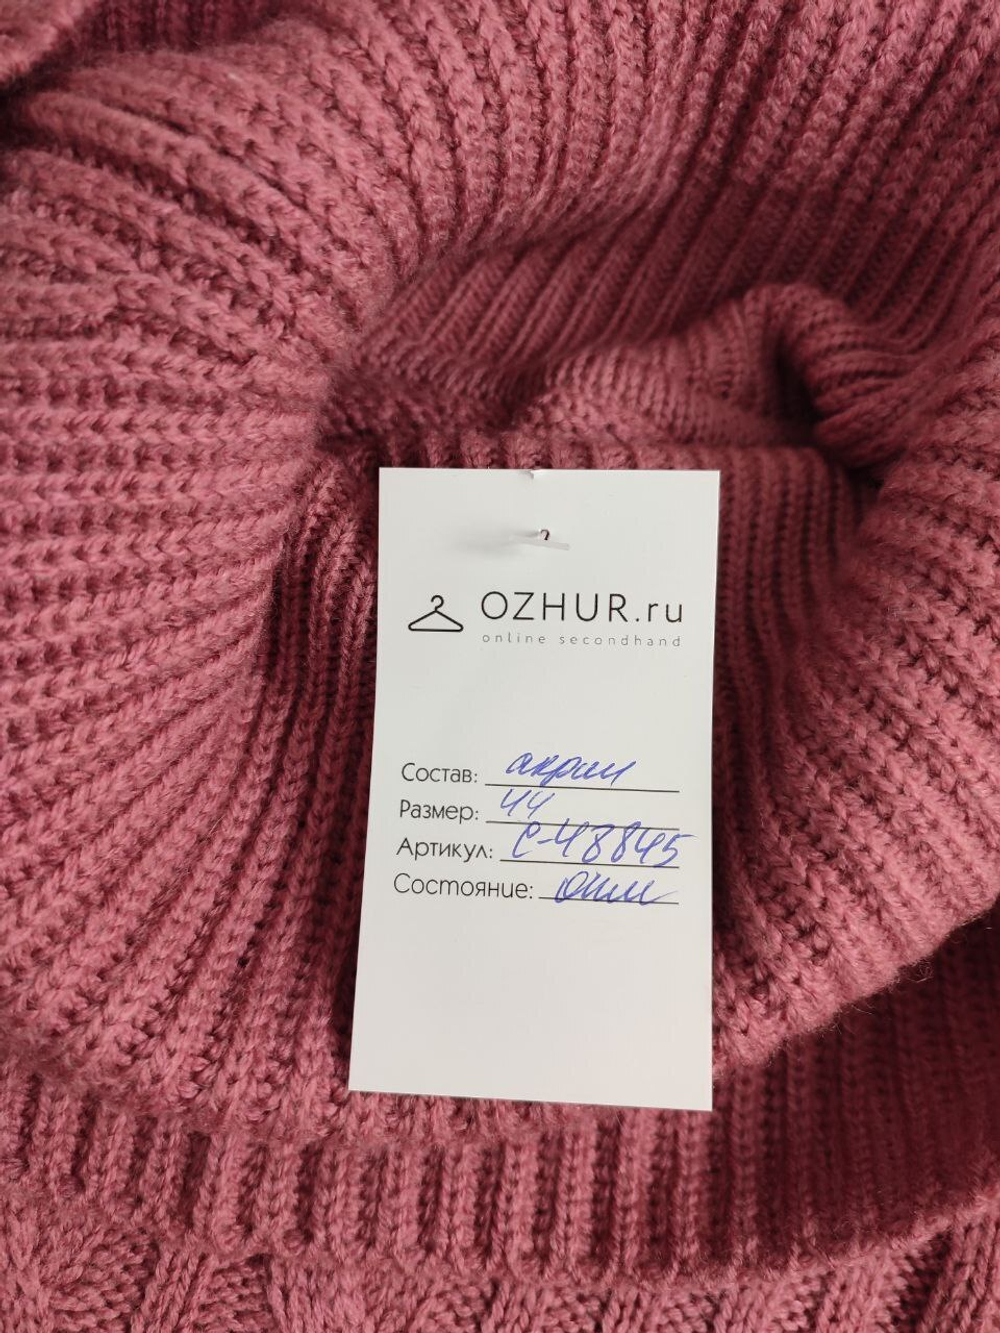 OZHUR.ru
online secondhand
Состав: акрил
Размер: 44
Артикул: С-48845
Состояние: отл